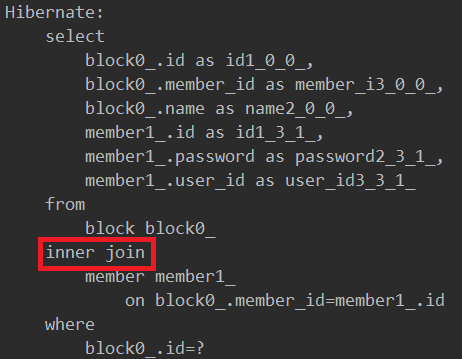 Hibernate:
    select
        block0_.id as id1_0_0_,
        block0_.member_id as member_i3_0_0_,
        block0_.name as name2_0_0_,
        member1_.id as id1_3_1_,
        member1_.password as password2_3_1_,
        member1_.user_id as user_id3_3_1_
    from
        block block0_
    inner join
        member member1_
            on block0_.member_id=member1_.id
    where
        block0_.id=?